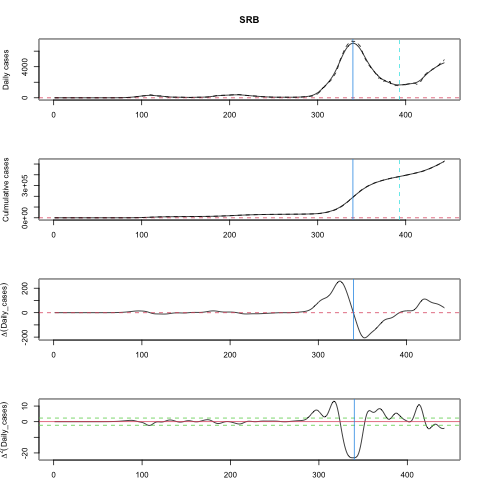 SRB
Daily cases
0 4000
0 100 200 300 400
Culmulative cases
0e+00 3e+05
0 100 200 300 400
Δ(Daily_cases)
-200 0 200
0 100 200 300 400
Δ²(Daily_cases)
-20 0 10
0 100 200 300 400